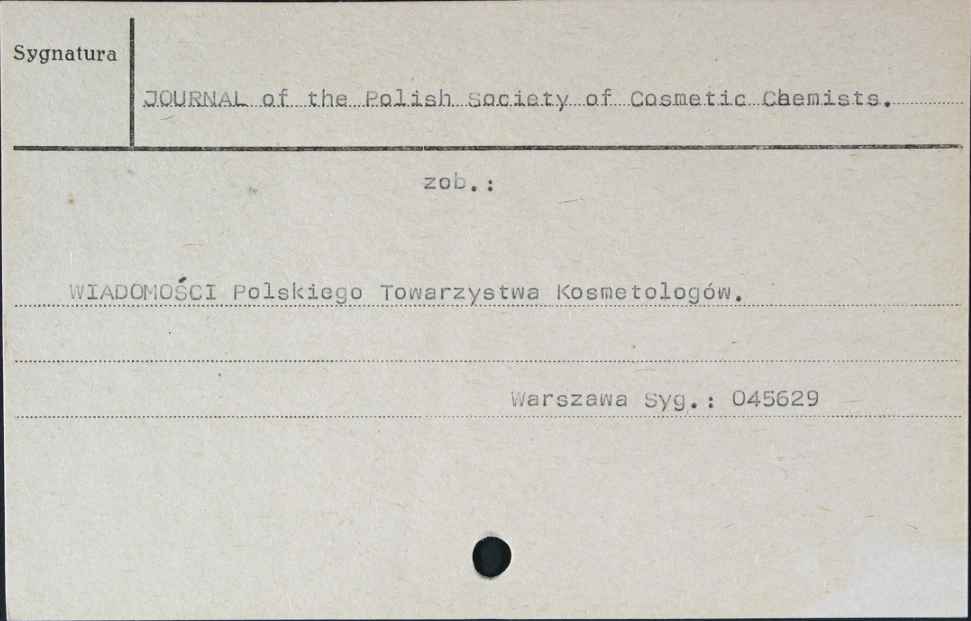 Sygnatura
JOURNAL of the Polish Society of Cosmetic Chemists.
zob.:
WIADOMOŚCI Polskiego Towarzystwa Kosmetologów.
Warszawa Syg.: 045629